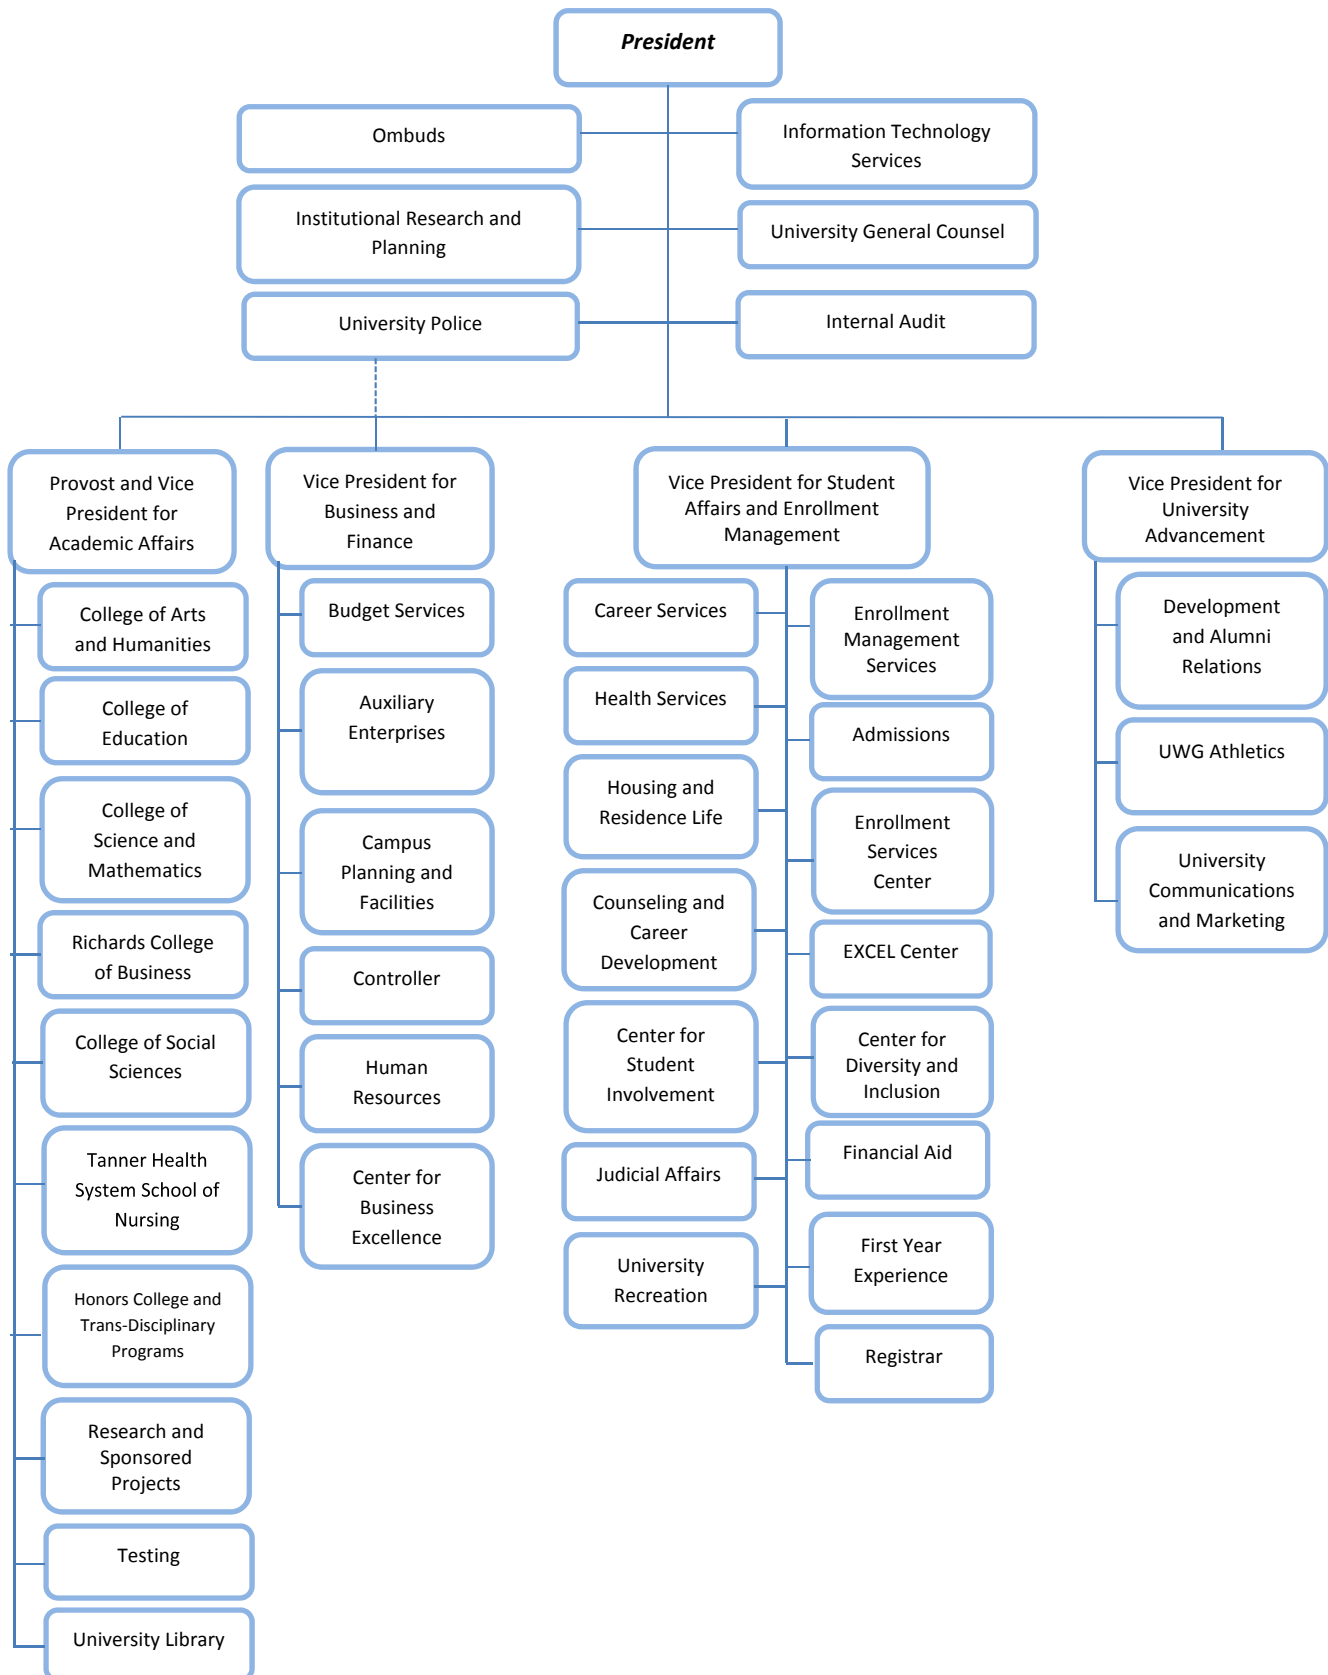 President
Ombuds
Information Technology
Services
Institutional Research and
Planning
University General Counsel
University Police
Internal Audit
Provost and Vice
President for
Academic Affairs
College of Arts
and Humanities
College of
Education
College of
Science and
Mathematics
Richards College
of Business
College of Social
Sciences
Tanner Health
System School of
Nursing
Honors College and
Trans-Disciplinary
Programs
Research and
Sponsored
Projects
Testing
University Library
Vice President for
Business and
Finance
Budget Services
Auxiliary
Enterprises
Campus
Planning and
Facilities
Controller
Human
Resources
Center for
Business
Excellence
Vice President for Student
Affairs and Enrollment
Management
Career Services
Health Services
Housing and
Residence Life
Counseling and
Career
Development
Center for
Student
Involvement
Judicial Affairs
University
Recreation
Enrollment
Management
Services
Admissions
Enrollment
Services
Center
EXCEL Center
Center for
Diversity and
Inclusion
Financial Aid
First Year
Experience
Registrar
Vice President for
University
Advancement
Development
and Alumni
Relations
UWG Athletics
University
Communications
and Marketing